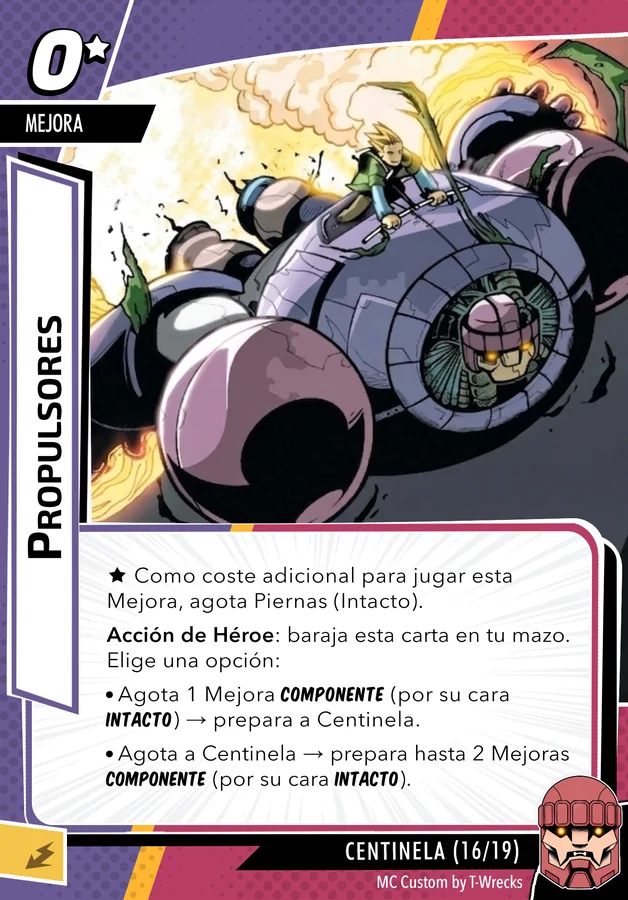 0★
MEJORA
PROPULSORES
★ Como coste adicional para jugar esta
Mejora, agota Piernas (Intacto).
Acción de Héroe: baraja esta carta en tu mazo.
Elige una opción:
• Agota 1 Mejora COMPONENTE (por su cara
INTACTO) → prepara a Centinela.
• Agota a Centinela → prepara hasta 2 Mejoras
COMPONENTE (por su cara INTACTO).
CENTINELA (16/19)
MC Custom by T-Wrecks